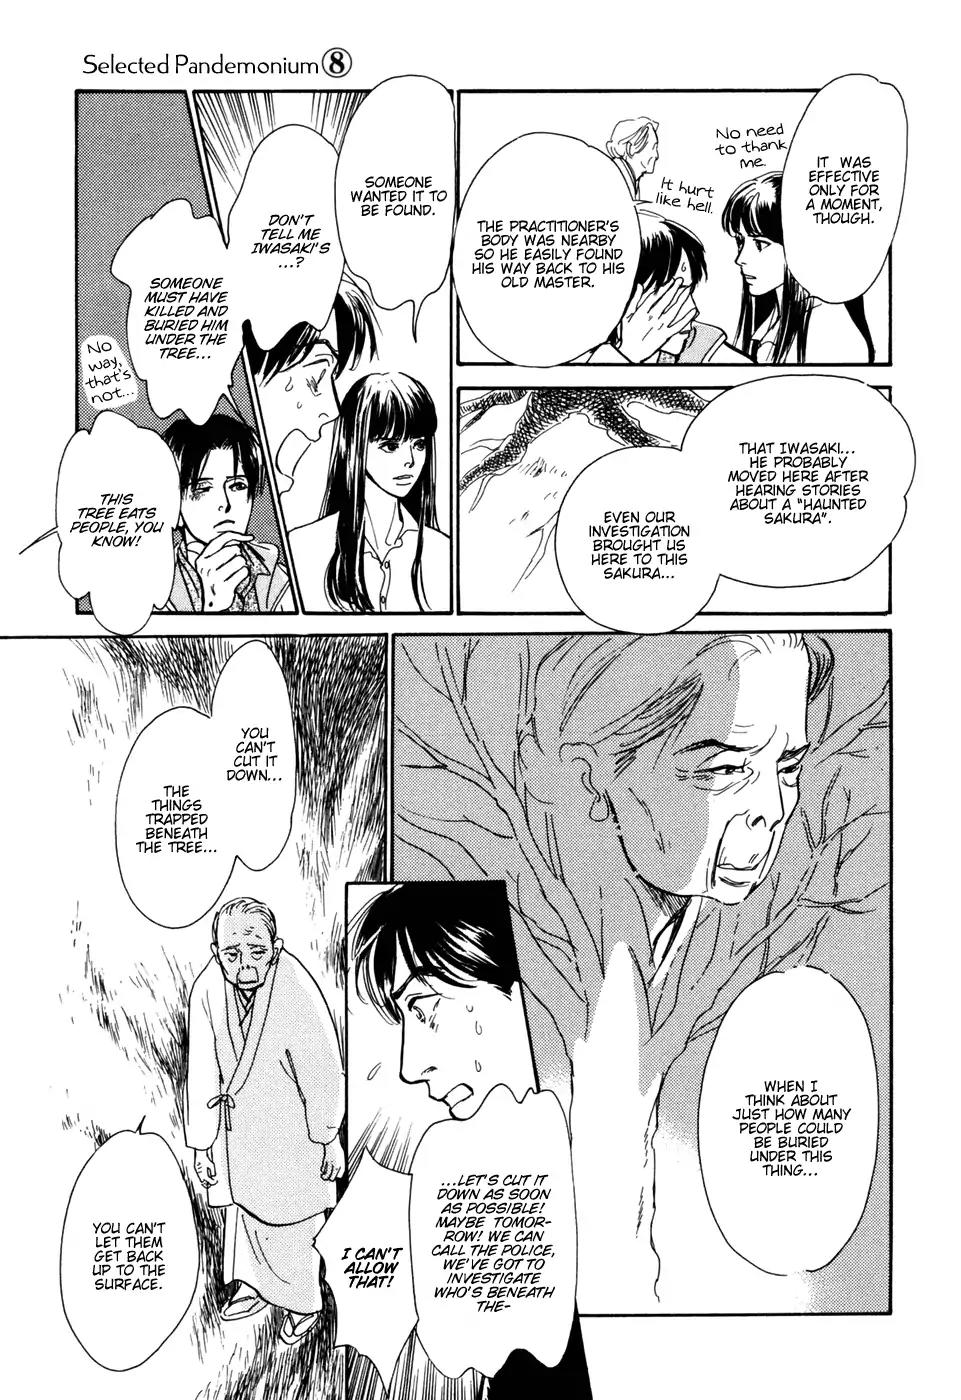 Selected Pandemonium 8
IT WAS
EFFECTIVE
ONLY FOR
A MOMENT,
THOUGH.
No need
to thank
me.
It hurt
like hell.
THE PRACTITIONER'S
BODY WAS NEARBY
SO HE EASILY FOUND
HIS WAY BACK TO HIS
OLD MASTER.
THAT IWASAKI...
HE PROBABLY
MOVED HERE AFTER
HEARING STORIES
ABOUT A "HAUNTED
SAKURA".
EVEN OUR
INVESTIGATION
BROUGHT US
HERE TO THIS
SAKURA...
SOMEONE
WANTED IT TO
BE FOUND.
DON'T
TELL ME
IWASAKI'S
...?
SOMEONE
MUST HAVE
KILLED AND
BURIED HIM
UNDER THE
TREE...
No
way,
that's
not...
THIS
TREE EATS
PEOPLE, YOU
KNOW!
WHEN I
THINK ABOUT
JUST HOW MANY
PEOPLE COULD
BE BURIED
UNDER THIS
THING...
...LET'S CUT IT
DOWN AS SOON
AS POSSIBLE!
MAYBE TOMOR-
ROW! WE CAN
CALL THE POLICE,
WE'VE GOT TO
INVESTIGATE
WHO'S BENEATH
THE-
I CAN'T
ALLOW
THAT!
YOU
CAN'T
CUT IT
DOWN...
THE
THINGS
TRAPPED
BENEATH
THE TREE...
YOU CAN'T
LET THEM
GET BACK
UP TO THE
SURFACE.